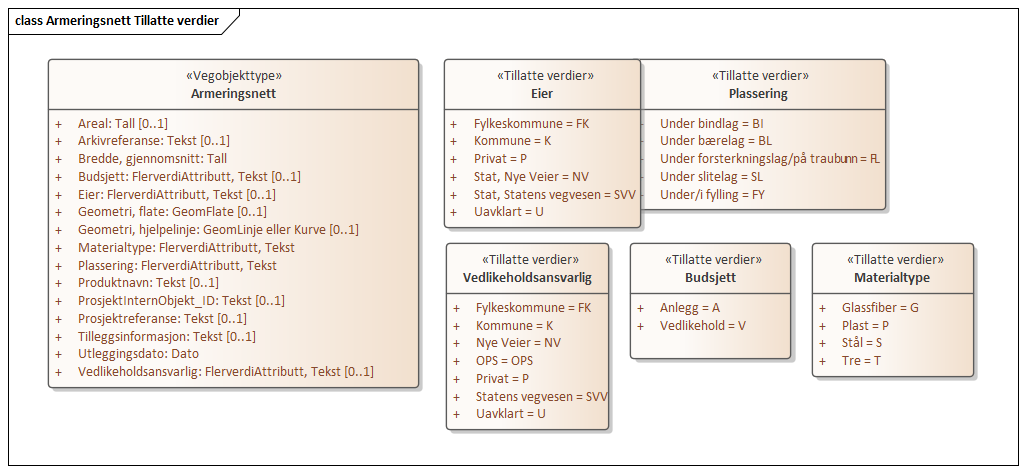 class Armeringsnett Tillatte verdier
«Vegobjekttype»
Armeringsnett
+ Areal: Tall [0..1]
+ Arkivreferanse: Tekst [0..1]
+ Bredde, gjennomsnitt: Tall
+ Budsjett: FlerverdiAttributt, Tekst [0..1]
+ Eier: FlerverdiAttributt, Tekst [0..1]
+ Geometri, flate: GeomFlate [0..1]
+ Geometri, hjelpelinje: GeomLinje eller Kurve [0..1]
+ Materialtype: FlerverdiAttributt, Tekst
+ Plassering: FlerverdiAttributt, Tekst
+ Produktnavn: Tekst [0..1]
+ ProsjektInternObjekt_ID: Tekst [0..1]
+ Prosjektreferanse: Tekst [0..1]
+ Tilleggsinformasjon: Tekst [0..1]
+ Utleggingsdato: Dato
+ Vedlikeholdsansvarlig: FlerverdiAttributt, Tekst [0..1]
«Tillatte verdier»
Eier
+ Fylkeskommune = FK
+ Kommune = K
+ Privat = P
+ Stat, Nye Veier = NV
+ Stat, Statens vegvesen = SVV
+ Uavklart = U
«Tillatte verdier»
Plassering
Under bindlag = BI
Under bærelag = BL
Under forsterkningslag/på traubunn = FL
Under slitelag = SL
Under/i fylling = FY
«Tillatte verdier»
Vedlikeholdsansvarlig
+ Fylkeskommune = FK
+ Kommune = K
+ Nye Veier = NV
+ OPS = OPS
+ Privat = P
+ Statens vegvesen = SVV
+ Uavklart = U
«Tillatte verdier»
Budsjett
+ Anlegg = A
+ Vedlikehold = V
«Tillatte verdier»
Materialtype
+ Glassfiber = G
+ Plast = P
+ Stål = S
+ Tre = T